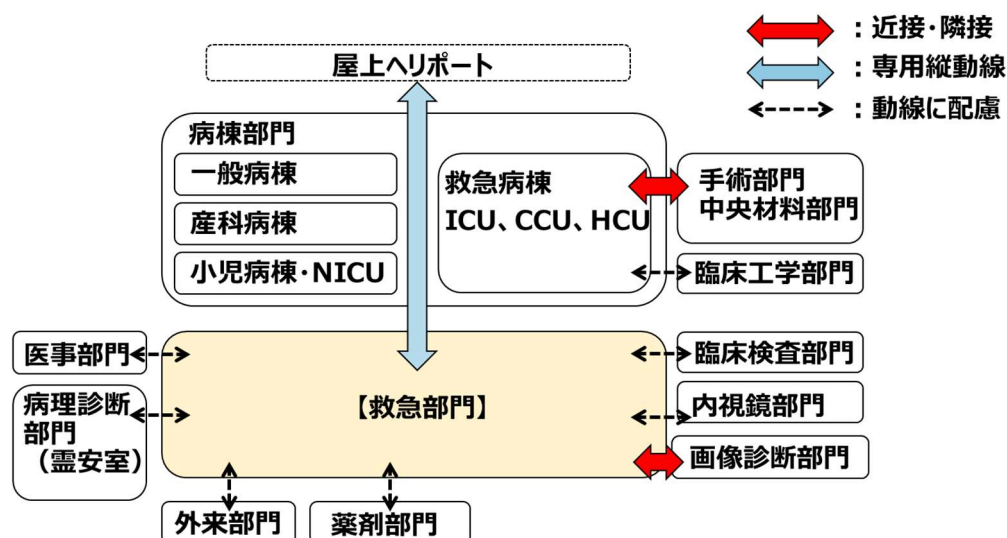 屋上ヘリポート
：近接・隣接
：専用縦動線
：動線に配慮
病棟部門
一般病棟
産科病棟
小児病棟・NICU
救急病棟
ICU、CCU、HCU
手術部門
中央材料部門
臨床工学部門
医事部門
病理診断
部門
（霊安室）
【救急部門】
臨床検査部門
内視鏡部門
画像診断部門
外来部門
薬剤部門